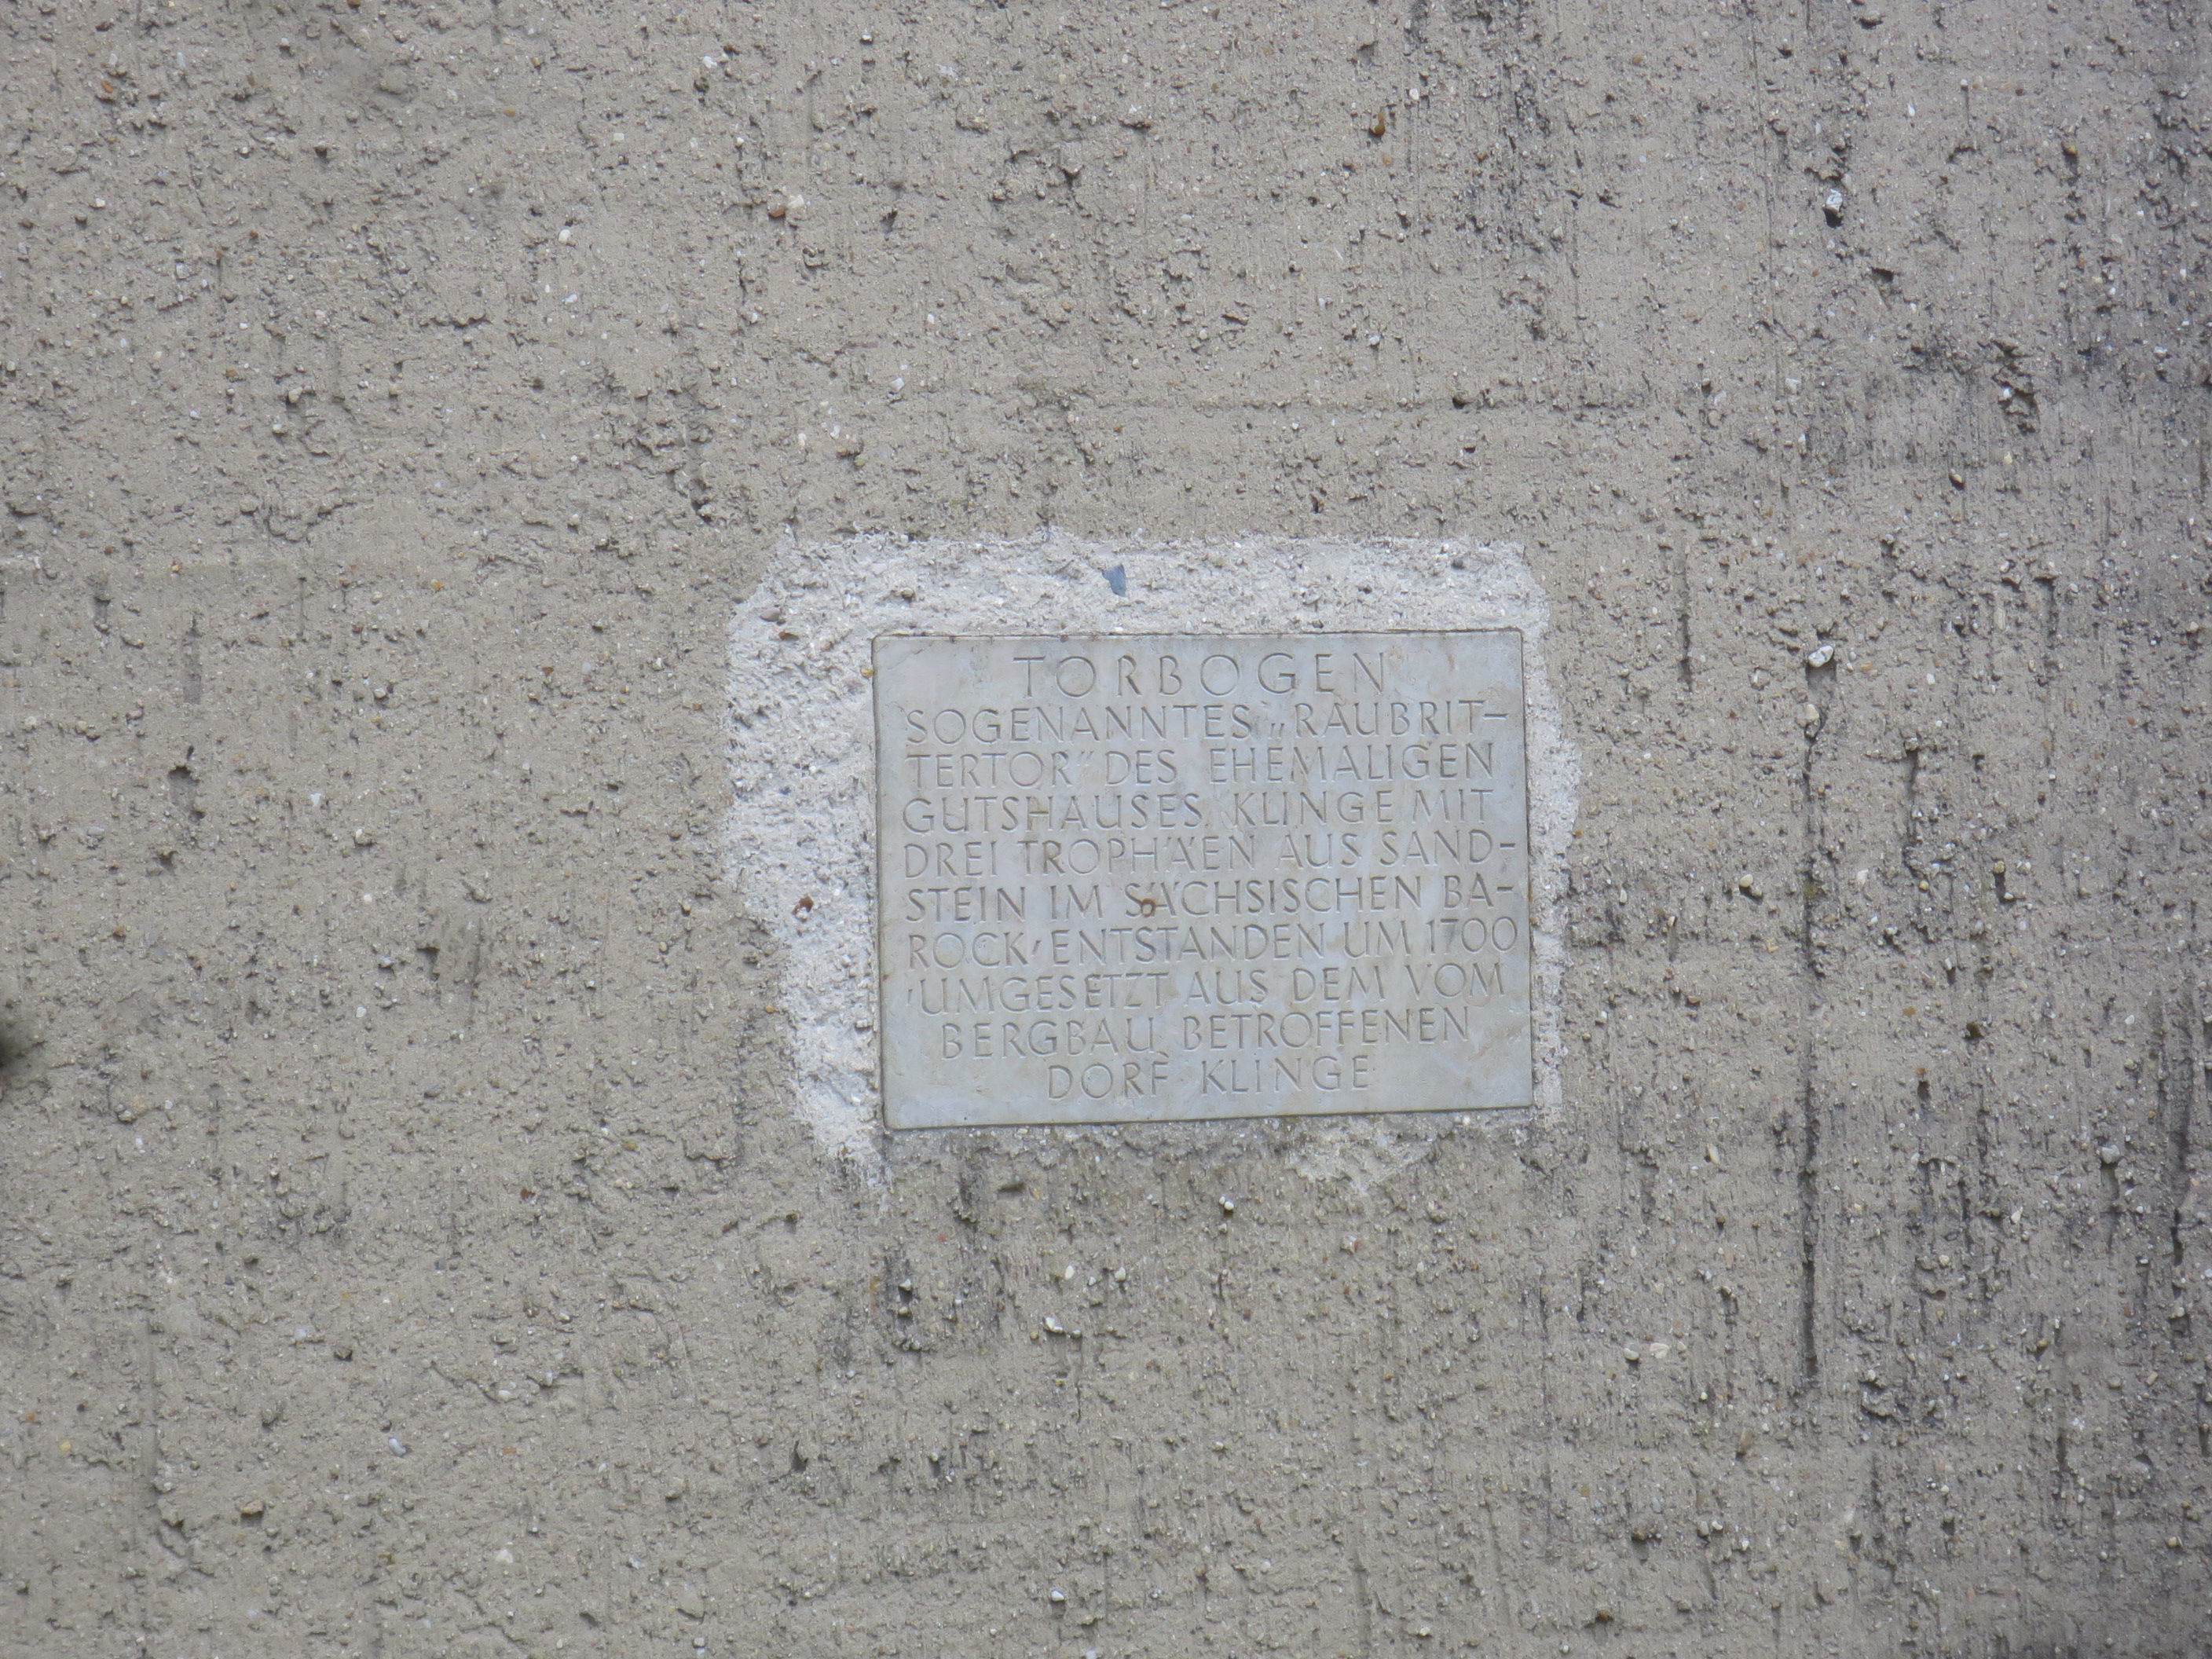 TORBOGEN
SOGENANNTES „RAUBRIT-
TERTOR" DES EHEMALIGEN
GUTSHAUSES KLINGE MIT
DREI TROPHÄEN AUS SAND-
STEIN IM SÄCHSISCHEN BA-
ROCK, ENTSTANDEN UM 1700
, UMGESETZT AUS DEM VOM
BERGBAU BETROFFENEN
DORF KLINGE